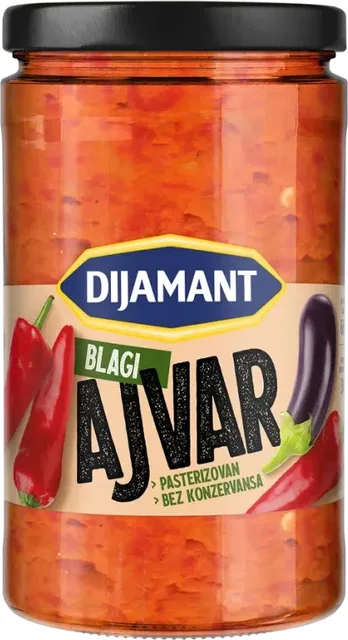 DIJAMANT
BLAGI
AJVAR
> PASTERIZOVAN
> BEZ KONZERVANSA